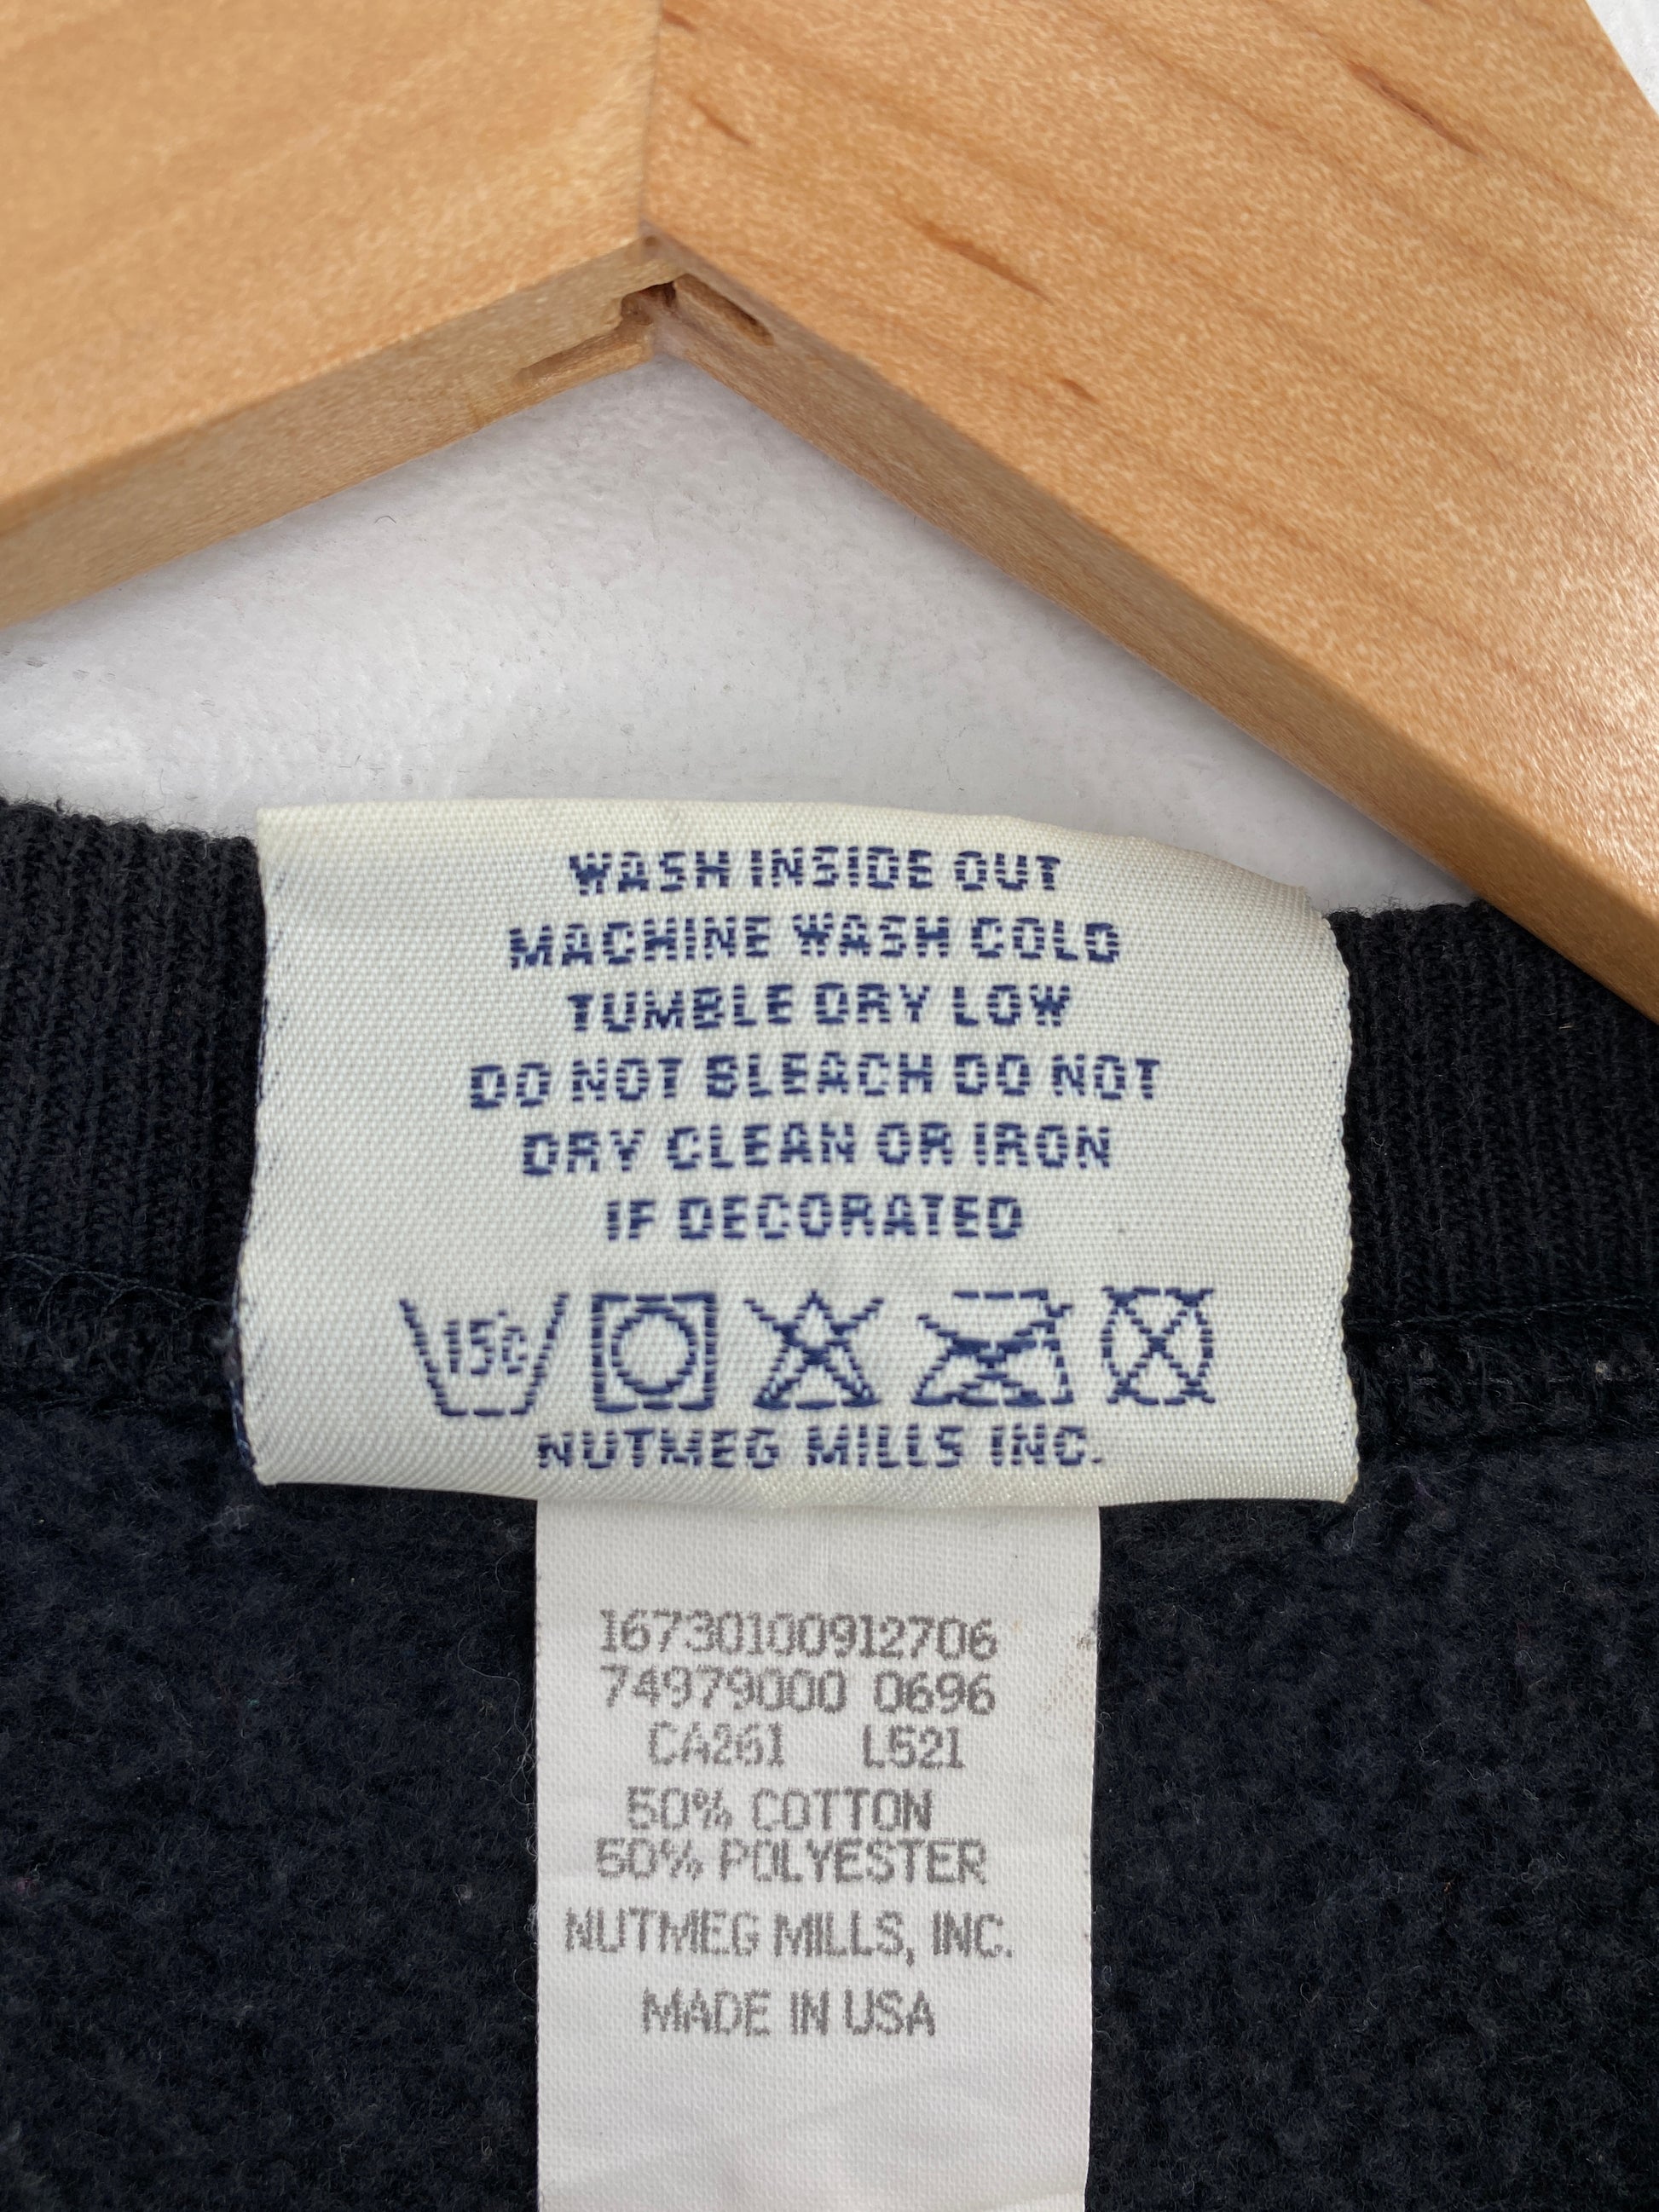 WASH INSIDE OUT
MACHINE WASH COLD
TUMBLE DRY LOW
DO NOT BLEACH DO NOT
DRY CLEAN OR IRON
IF DECORATED
15°C
NUTMEG MILLS INC.
16730100912706
74979000 0696
CA261 L521
50% COTTON
50% POLYESTER
NUTMEG MILLS, INC.
MADE IN USA